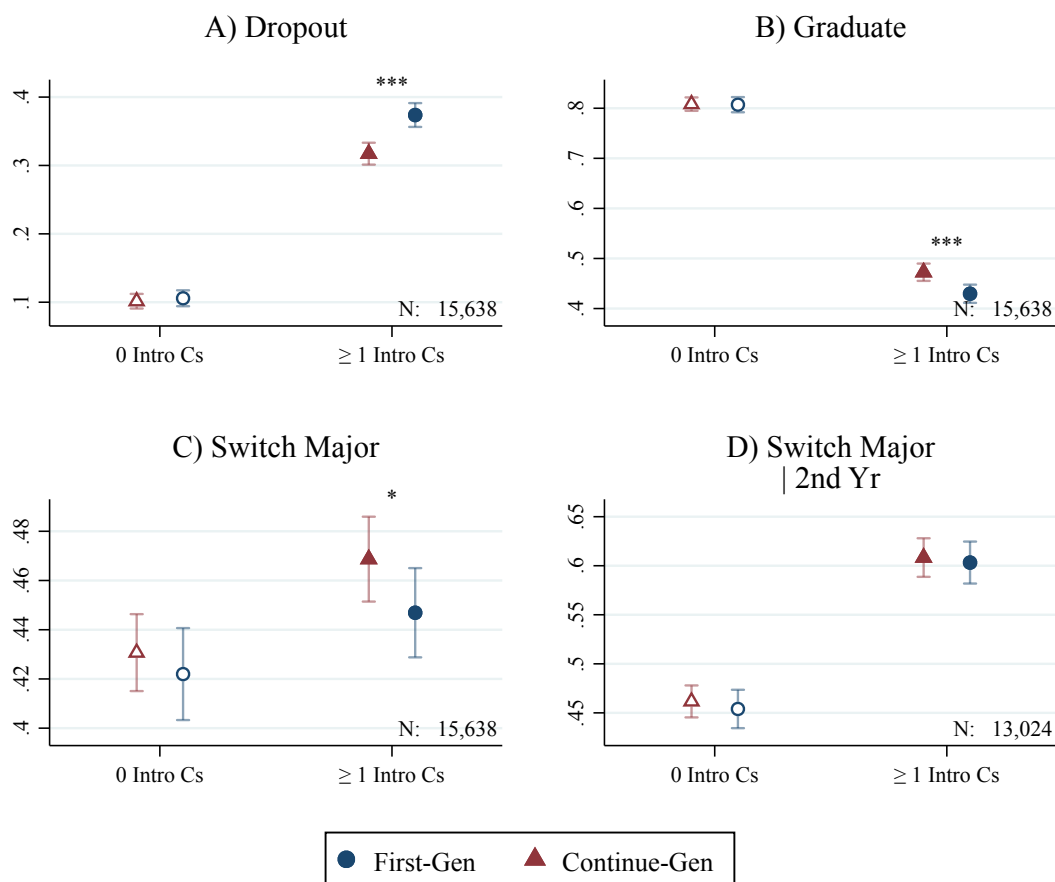 A) Dropout
***
.4
.3
.2
.1
N: 15,638
0 Intro Cs
≥ 1 Intro Cs
B) Graduate
.8
.7
.6
.5
.4
***
N: 15,638
0 Intro Cs
≥ 1 Intro Cs
C) Switch Major
*
.48
.46
.44
.42
.4
N: 15,638
0 Intro Cs
≥ 1 Intro Cs
D) Switch Major
| 2nd Yr
.65
.6
.55
.5
.45
N: 13,024
0 Intro Cs
≥ 1 Intro Cs
First-Gen Continue-Gen